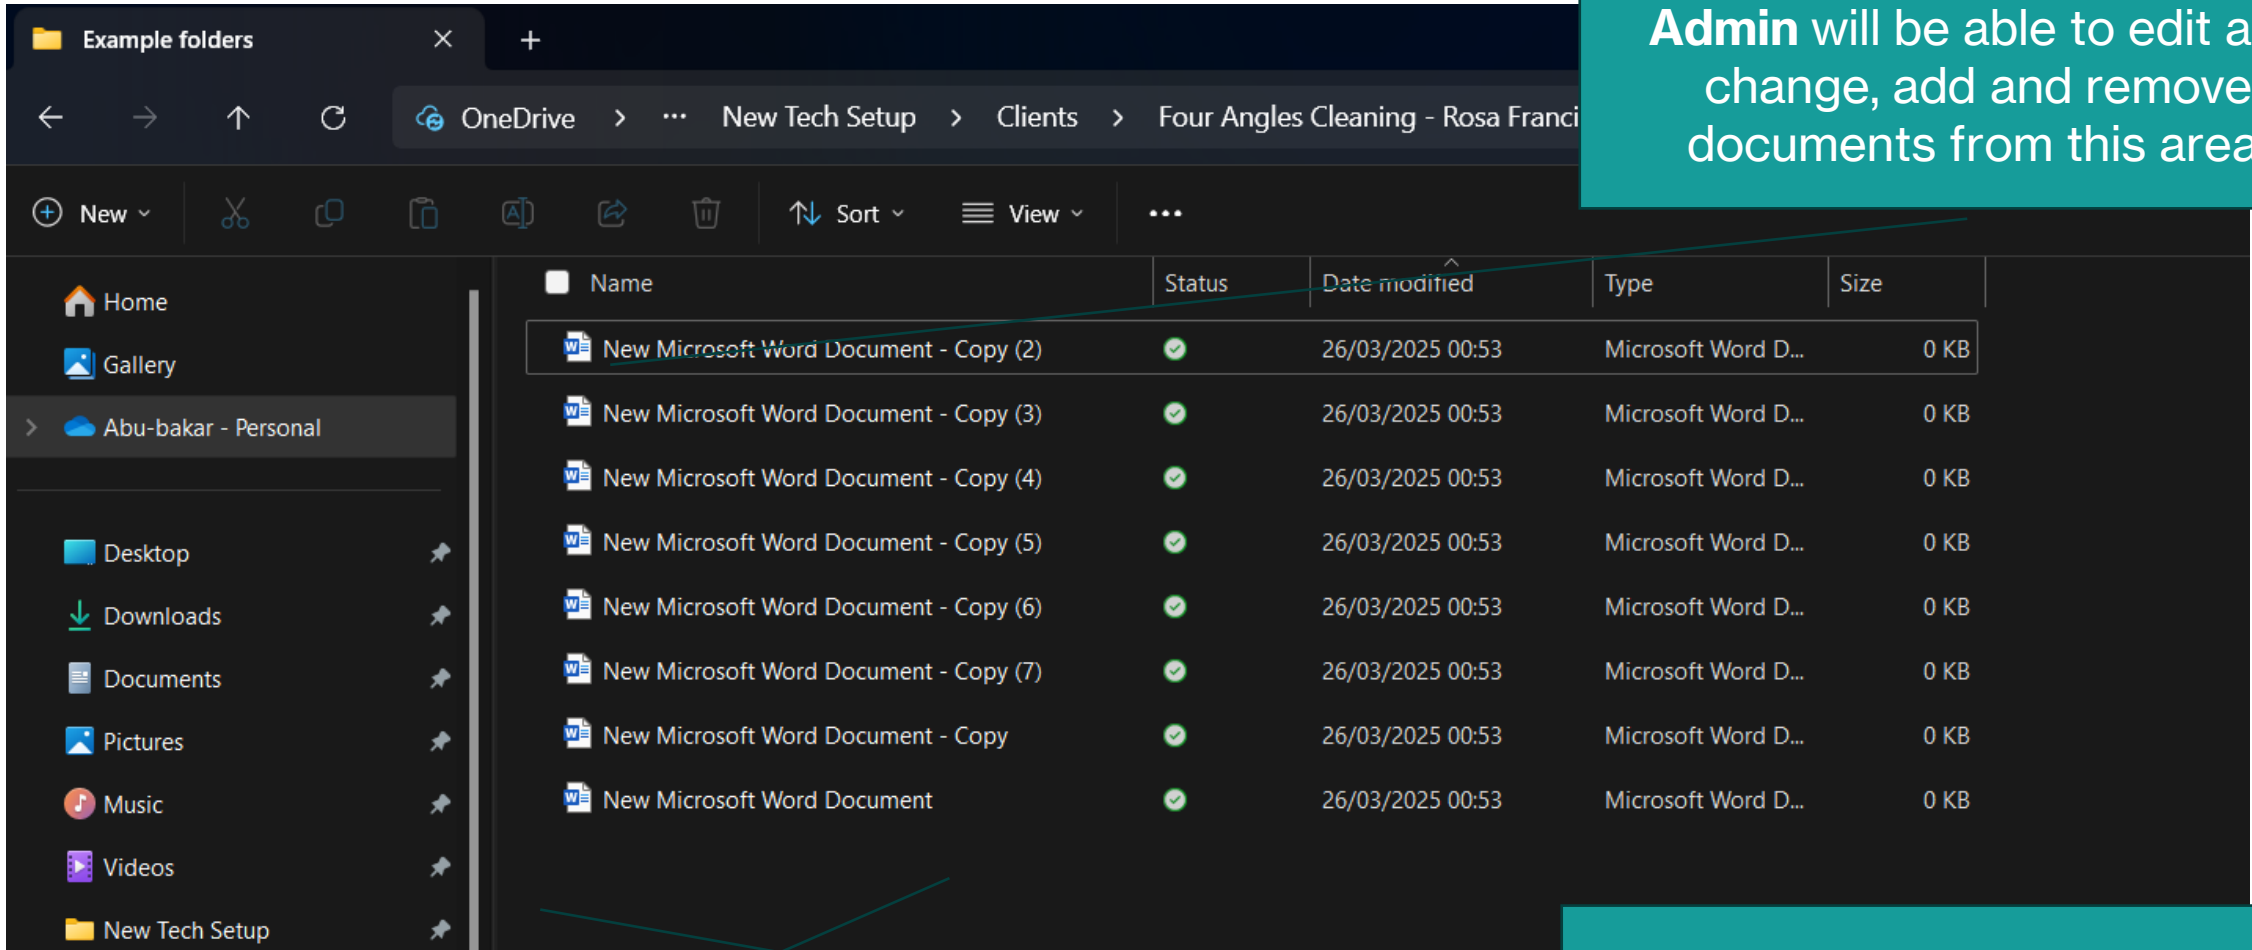 Example folders
Admin will be able to edit a
change, add and remove
documents from this area
OneDrive > ... New Tech Setup > Clients > Four Angles Cleaning - Rosa Franci
New
Sort
View
Name Status Date modified Type Size
Home
Gallery
Abu-bakar - Personal
Desktop
Downloads
Documents
Pictures
Music
Videos
New Tech Setup
New Microsoft Word Document - Copy (2) 26/03/2025 00:53 Microsoft Word D... 0 KB
New Microsoft Word Document - Copy (3) 26/03/2025 00:53 Microsoft Word D... 0 KB
New Microsoft Word Document - Copy (4) 26/03/2025 00:53 Microsoft Word D... 0 KB
New Microsoft Word Document - Copy (5) 26/03/2025 00:53 Microsoft Word D... 0 KB
New Microsoft Word Document - Copy (6) 26/03/2025 00:53 Microsoft Word D... 0 KB
New Microsoft Word Document - Copy (7) 26/03/2025 00:53 Microsoft Word D... 0 KB
New Microsoft Word Document - Copy 26/03/2025 00:53 Microsoft Word D... 0 KB
New Microsoft Word Document 26/03/2025 00:53 Microsoft Word D... 0 KB